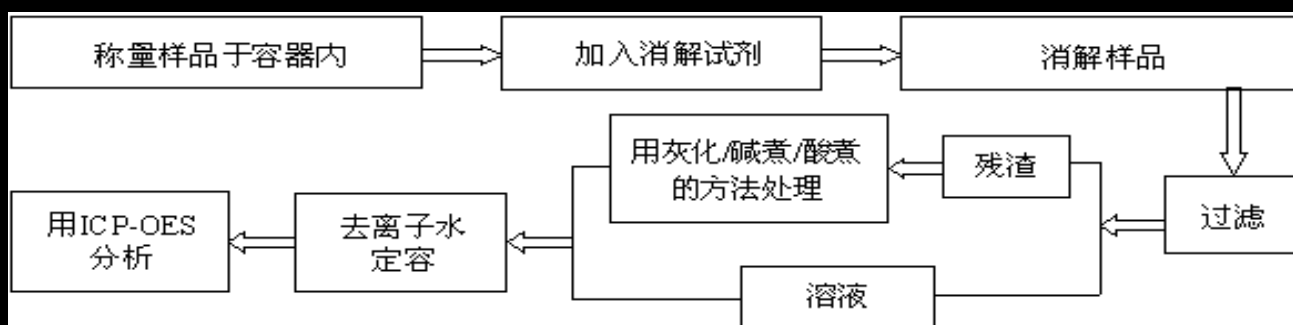 称量样品于容器内
加入消解试剂
消解样品
过滤
残渣
用灰化/碱煮/酸煮
的方法处理
溶液
去离子水
定容
用ICP-OES
分析